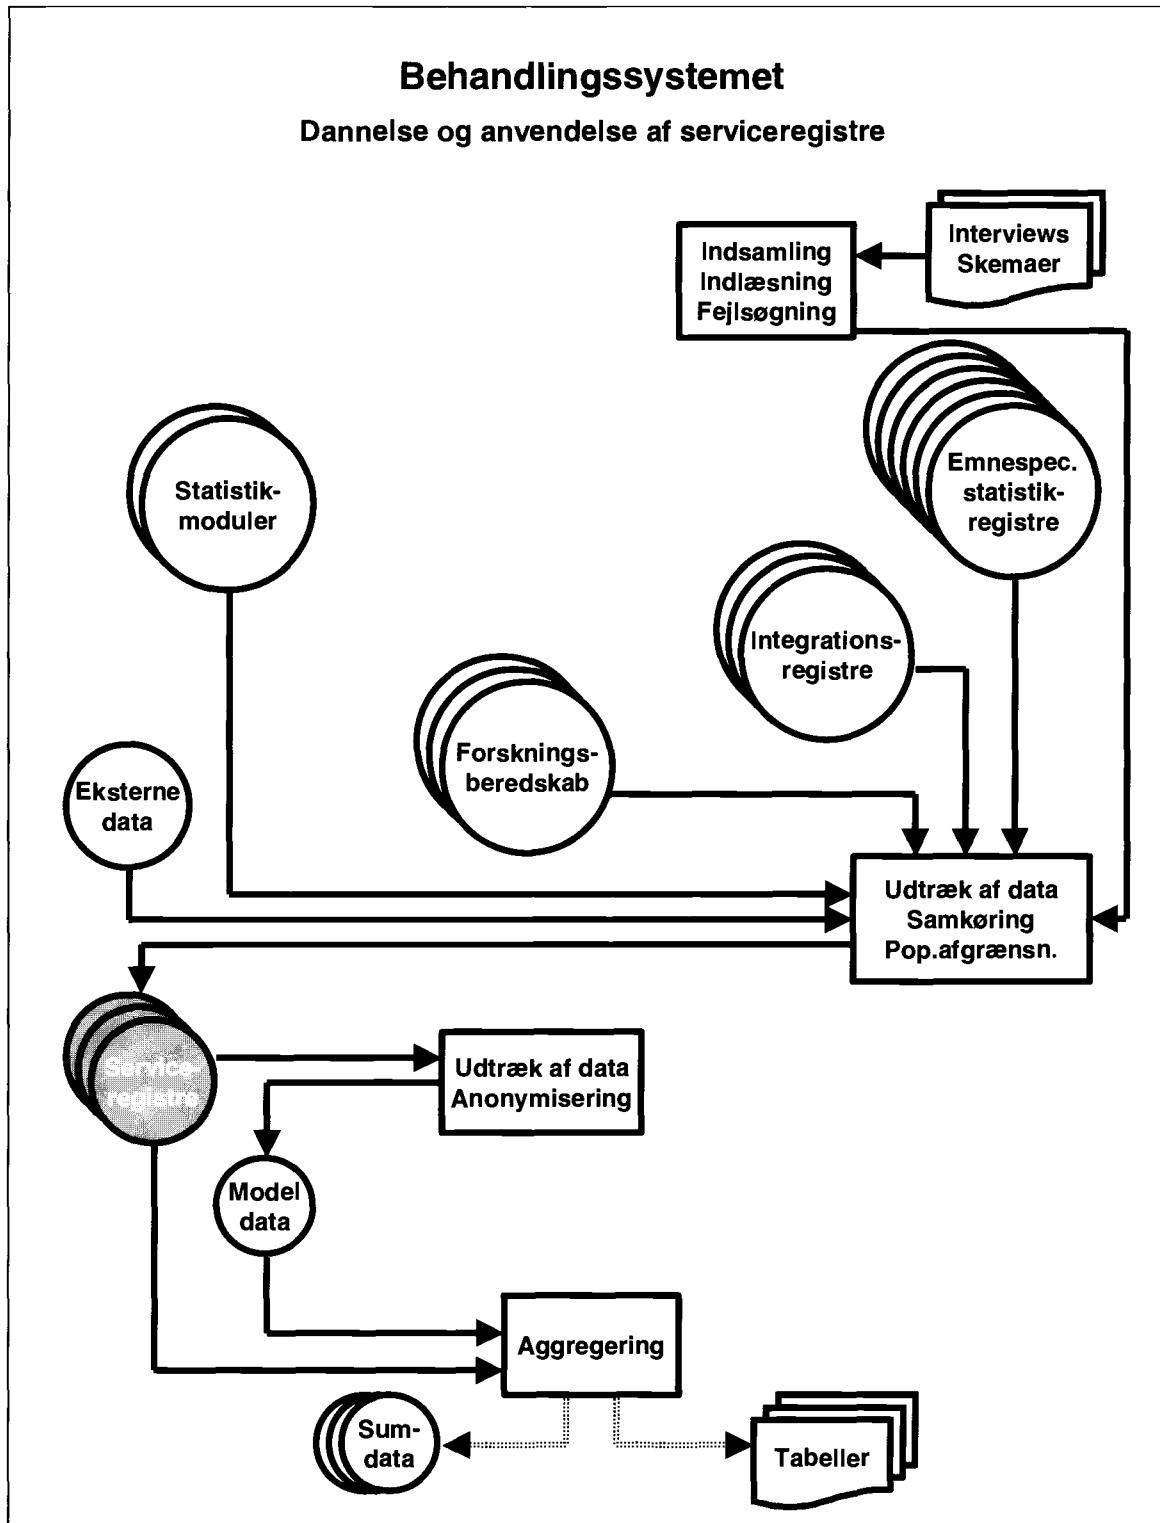 Behandlingssystemet
Dannelse og anvendelse af serviceregistre
Interviews
Skemaer
Indsamling
Indlæsning
Fejlsøgning
Emnespec.
statistik-
registre
Statistik-
moduler
Integrations-
registre
Forsknings-
beredskab
Eksterne
data
Udtræk af data
Samkøring
Pop.afgrænsn.
Service-
registre
Udtræk af data
Anonymisering
Model
data
Aggregering
Sum-
data
Tabeller